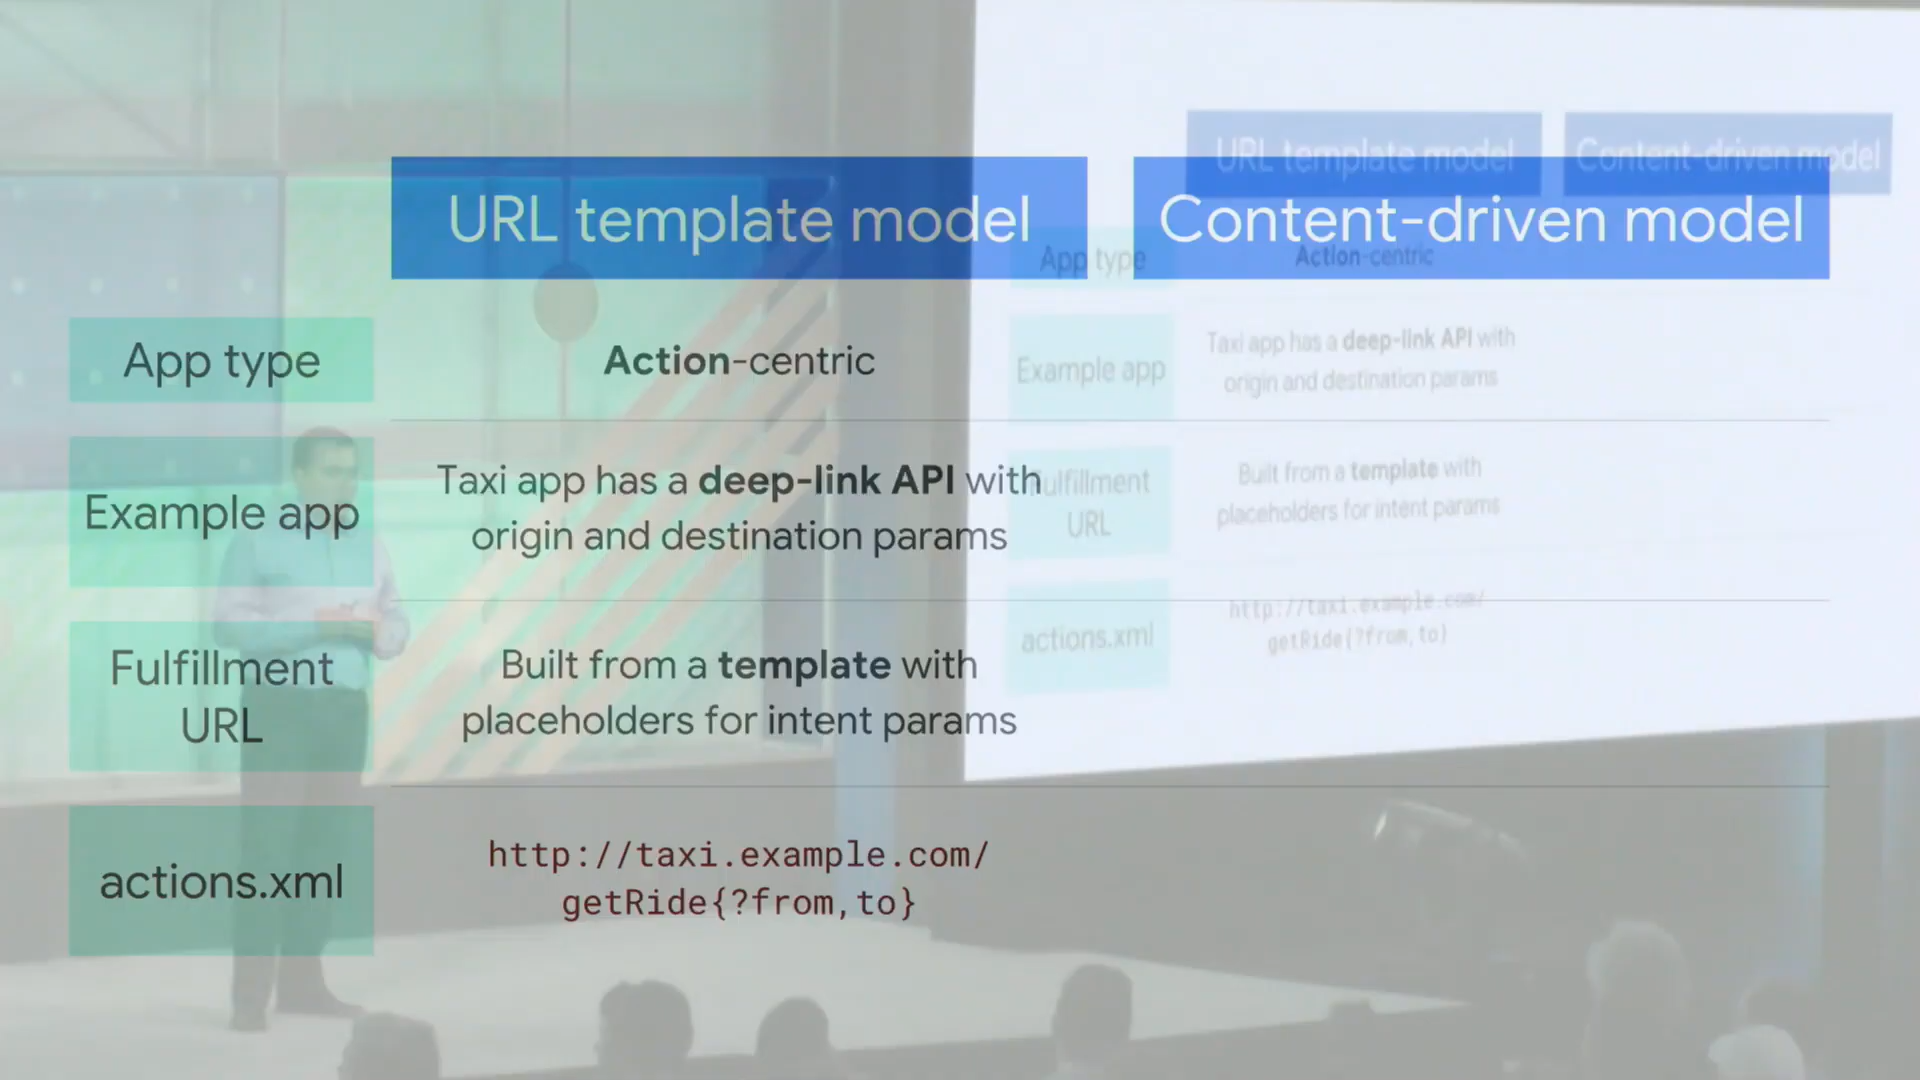 URL template model
Content-driven model
App type
Action-centric
Example app
Taxi app has a deep-link API with
origin and destination params
Fulfillment
URL
Built from a template with
placeholders for intent params
actions.xml
http://taxi.example.com/
getRide{?from,to}
URL template model
Content-driven model
App type
Action-centric
Example app
Taxi app has a deep-link API with
origin and destination params
Fulfillment
URL
Built from a template with
placeholders for intent params
actions.xml
http://taxi.example.com/
getRide{?from,to}